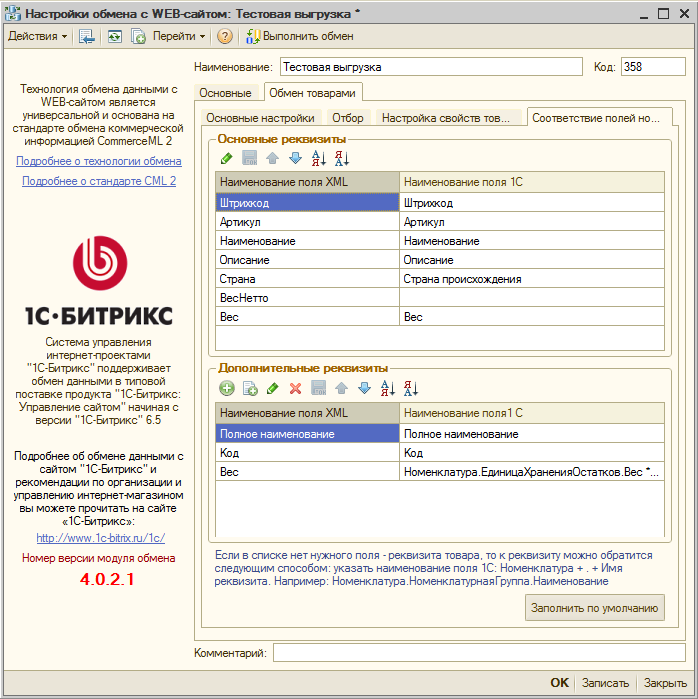 Настройки обмена с WEB-сайтом: Тестовая выгрузка *
Действия Перейти Выполнить обмен
Наименование: Тестовая выгрузка Код: 358
Основные Обмен товарами
Основные настройки Отбор Настройка свойств тов... Соответствие полей но...
Технология обмена данными с
WEB-сайтом является
универсальной и основана на
стандарте обмена коммерческой
информацией CommerceML 2
Подробнее о технологии обмена
Подробнее о стандарте CML 2
1С·БИТРИКС
Система управления
интернет-проектами
"1С-Битрикс" поддерживает
обмен данными в типовой
поставке продукта "1С-Битрикс:
Управление сайтом" начиная с
версии "1С-Битрикс" 6.5
Подробнее об обмене данными с
сайтом "1С-Битрикс" и
рекомендации по организации и
управлению интернет-магазином
вы можете прочитать на сайте
«1С-Битрикс»:
http://www.1c-bitrix.ru/1c/
Номер версии модуля обмена
4.0.2.1
Основные реквизиты
Наименование поля XML Наименование поля 1С
Штрихкод Штрихкод
Артикул Артикул
Наименование Наименование
Описание Описание
Страна Страна происхождения
ВесНетто
Вес Вес
Дополнительные реквизиты
Наименование поля XML Наименование поля1 С
Полное наименование Полное наименование
Код Код
Вес Номенклатура.ЕдиницаХраненияОстатков.Вес *...
Если в списке нет нужного поля - реквизита товара, то к реквизиту можно обратится
следующим способом: указать наименование поля 1С: Номенклатура + . + Имя
реквизита. Например: Номенклатура.НоменклатурнаяГруппа.Наименование
Заполнить по умолчанию
Комментарий:
OK Записать Закрыть